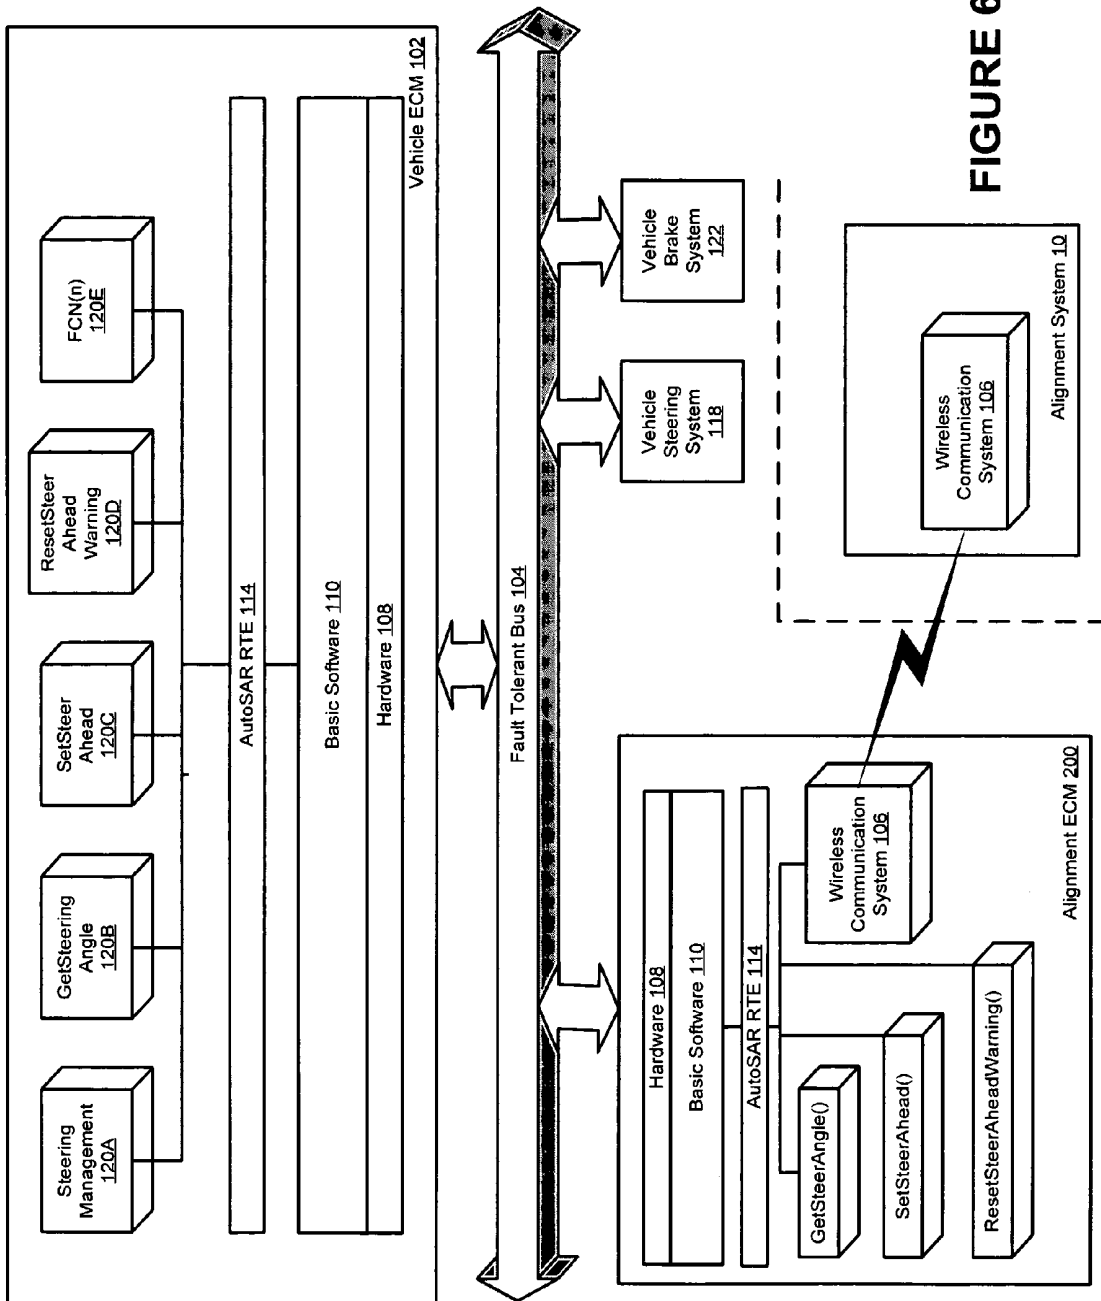 Steering
Management
120A
GetSteering
Angle
120B
SetSteer
Ahead
120C
ResetSteer
Ahead
Warning
120D
FCN(n)
120E
AutoSAR RTE 114
Basic Software 110
Hardware 108
Vehicle ECM 102
Fault Tolerant Bus 104
Hardware 108
Basic Software 110
AutoSAR RTE 114
GetSteerAngle()
SetSteerAhead()
ResetSteerAheadWarning()
Wireless
Communication
System 106
Alignment ECM 200
Vehicle
Steering
System
118
Vehicle
Brake
System
122
Wireless
Communication
System 106
Alignment System 10
FIGURE 6